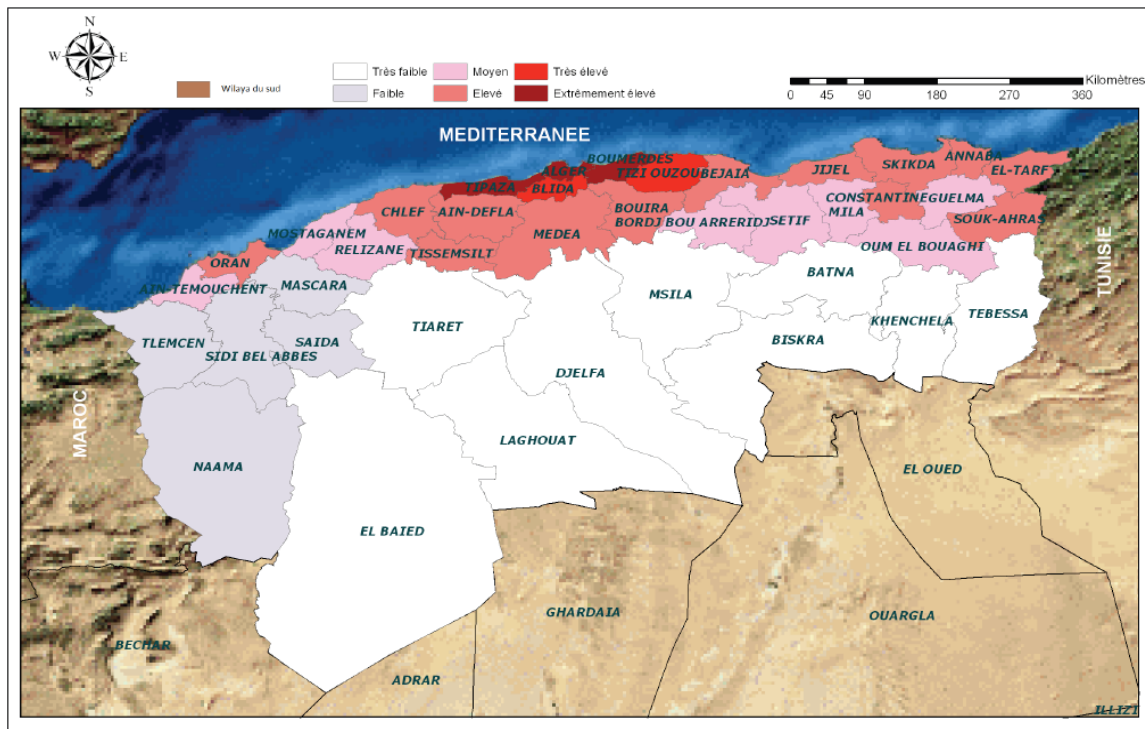 N
W E
S
Wilaya du sud
Très faible Moyen Très élevé
Faible Elevé Extrêmement élevé
Kilomètres
0 45 90 180 270 360
MEDITERRANEE
BOUMERDÉS
ALGER
TIPAZA BLIDA TIZI OUZOU BEJAIA JIJEL SKIKDA ANNABA EL-TARF
CHLEF AIN-DEFLA BOUIRA CONSTANTINE GUELMA
MOSTAGANEM MEDEA BORDJ BOU ARRERIDJ SETIF MILA SOUK-AHRAS
RELIZANE TISSEMSILT OUM EL BOUAGHI
ORAN
AIN-TEMOUCHENT MASCARA MSILA BATNA TUNISIE
TIARET KHENCHELA TEBESSA
TLEMCEN SIDI BEL ABBES SAIDA BISKRA
DJELFA
MAROC
LAGHOUAT
NAAMA EL OUED
EL BAIED
GHARDAIA OUARGLA
BECHAR
ADRAR
ILLIZI